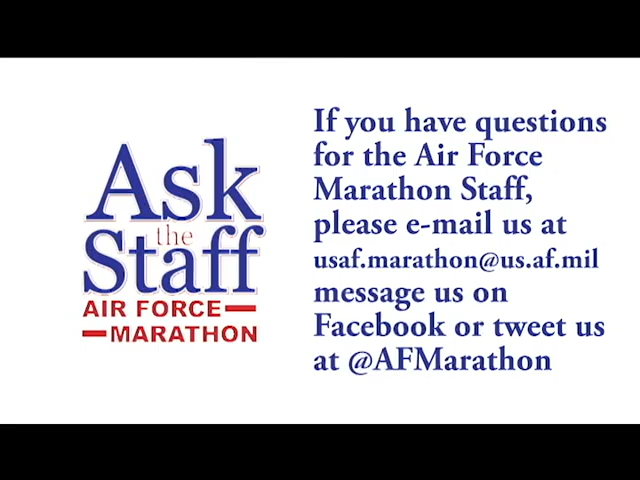 Ask
the
Staff
AIR FORCE
MARATHON
If you have questions
for the Air Force
Marathon Staff,
please e-mail us at
usaf.marathon@us.af.mil
message us on
Facebook or tweet us
at @AFMarathon